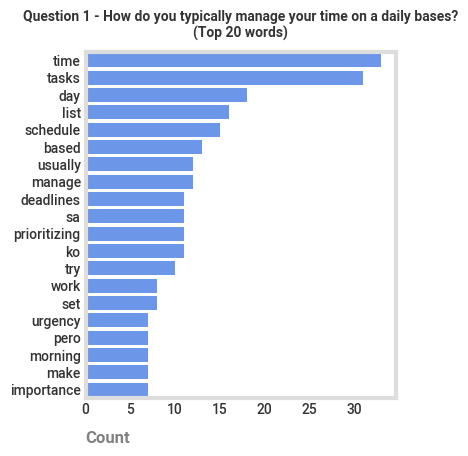 Question 1 - How do you typically manage your time on a daily bases?
(Top 20 words)
time
tasks
day
list
schedule
based
usually
manage
deadlines
sa
prioritizing
ko
try
work
set
urgency
pero
morning
make
importance
0 5 10 15 20 25 30
Count